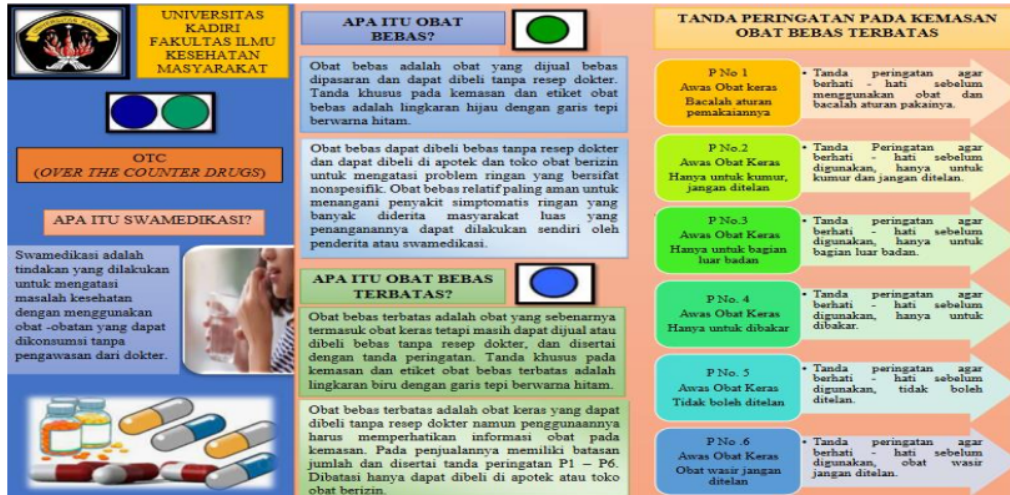 UNIVERSITAS
KADIRI
FAKULTAS ILMU
KESEHATAN
MASYARAKAT
OTC
(OVER THE COUNTER DRUGS)
APA ITU SWAMEDIKASI?
Swamedikasi adalah
tindakan yang dilakukan
untuk mengatasi
masalah kesehatan
dengan menggunakan
obat -obatan yang dapat
dikonsumsi tanpa
pengawasan dari dokter.
APA ITU OBAT
BEBAS?
Obat bebas adalah obat yang dijual bebas
dipasaran dan dapat dibeli tanpa resep dokter.
Tanda khusus pada kemasan dan etiket obat
bebas adalah lingkaran hijau dengan garis tepi
berwarna hitam.
Obat bebas dapat dibeli bebas tanpa resep dokter
dan dapat dibeli di apotek dan toko obat berizin
untuk mengatasi problem ringan yang bersifat
nonspesifik. Obat bebas relatif paling aman untuk
menangani penyakit simptomatis ringan yang
banyak diderita masyarakat luas yang
penanganannya dapat dilakukan sendiri oleh
penderita atau swamedikasi.
APA ITU OBAT BEBAS
TERBATAS?
Obat bebas terbatas adalah obat yang sebenarnya
termasuk obat keras tetapi masih dapat dijual atau
dibeli bebas tanpa resep dokter, dan disertai
dengan tanda peringatan. Tanda khusus pada
kemasan dan etiket obat bebas terbatas adalah
lingkaran biru dengan garis tepi berwarna hitam.
Obat bebas terbatas adalah obat keras yang dapat
dibeli tanpa resep dokter namun penggunaannya
harus memperhatikan informasi obat pada
kemasan. Pada penjualannya memiliki batasan
jumlah dan disertai tanda peringatan P1 – P6.
Dibatasi hanya dapat dibeli di apotek atau toko
obat berizin.
TANDA PERINGATAN PADA KEMASAN
OBAT BEBAS TERBATAS
P No 1
Awas Obat keras
Bacalah aturan
pemakaiannya
• Tanda peringatan agar
berhati - hati sebelum
menggunakan obat dan
bacalah aturan pakainya.
P No.2
Awas Obat Keras
Hanya untuk kumur,
jangan ditelan
• Tanda Peringatan agar
berhati - hati sebelum
digunakan, hanya untuk
kumur dan jangan ditelan.
P No.3
Awas Obat Keras
Hanya untuk bagian
luar badan
• Tanda peringatan agar
berhati - hati sebelum
digunakan, hanya untuk
bagian luar badan.
P No. 4
Awas Obat Keras
Hanya untuk dibakar
• Tanda peringatan agar
berhati - hati sebelum
digunakan, hanya untuk
dibakar.
P No. 5
Awas Obat Keras
Tidak boleh ditelan
• Tanda peringatan agar
berhati - hati sebelum
digunakan, tidak boleh
ditelan.
P No .6
Awas Obat Keras
Obat wasir jangan
ditelan
• Tanda peringatan agar
berhati - hati sebelum
digunakan, obat wasir
jangan ditelan.